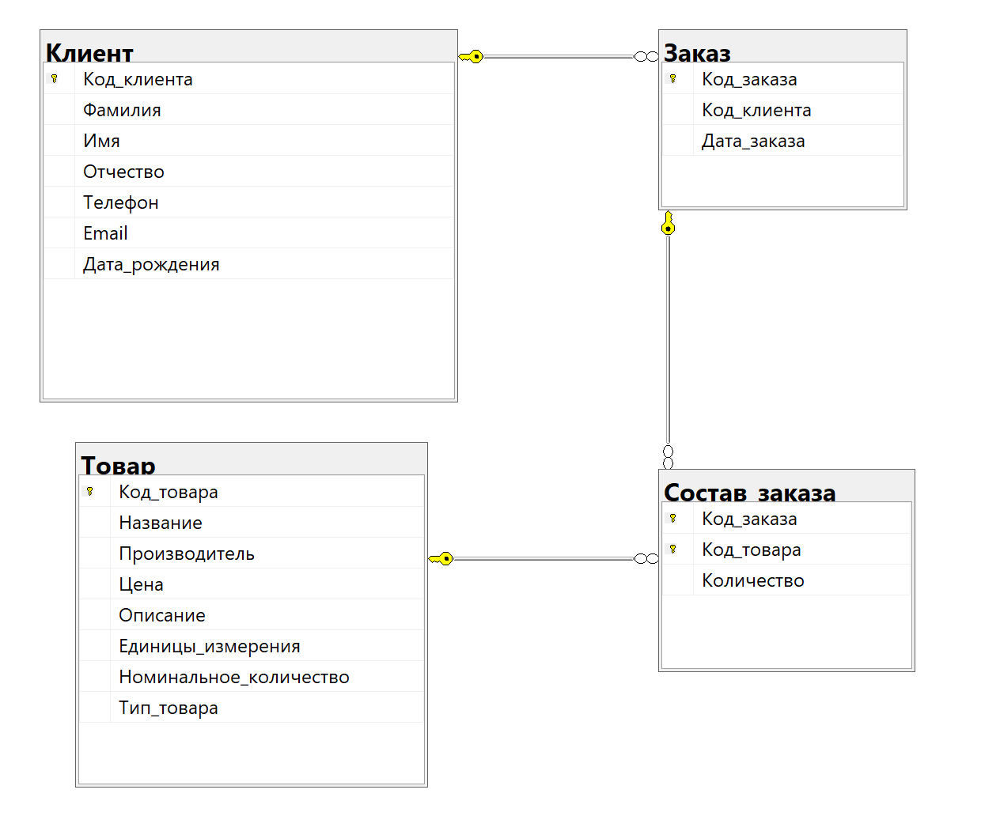 Клиент
Код_клиента
Фамилия
Имя
Отчество
Телефон
Email
Дата_рождения
Заказ
Код_заказа
Код_клиента
Дата_заказа
Товар
Код_товара
Название
Производитель
Цена
Описание
Единицы_измерения
Номинальное_количество
Тип_товара
Состав_заказа
Код_заказа
Код_товара
Количество